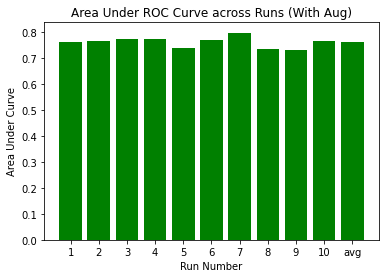 Area Under ROC Curve across Runs (With Aug)
Area Under Curve
0.8
0.7
0.6
0.5
0.4
0.3
0.2
0.1
0.0
1 2 3 4 5 6 7 8 9 10 avg
Run Number